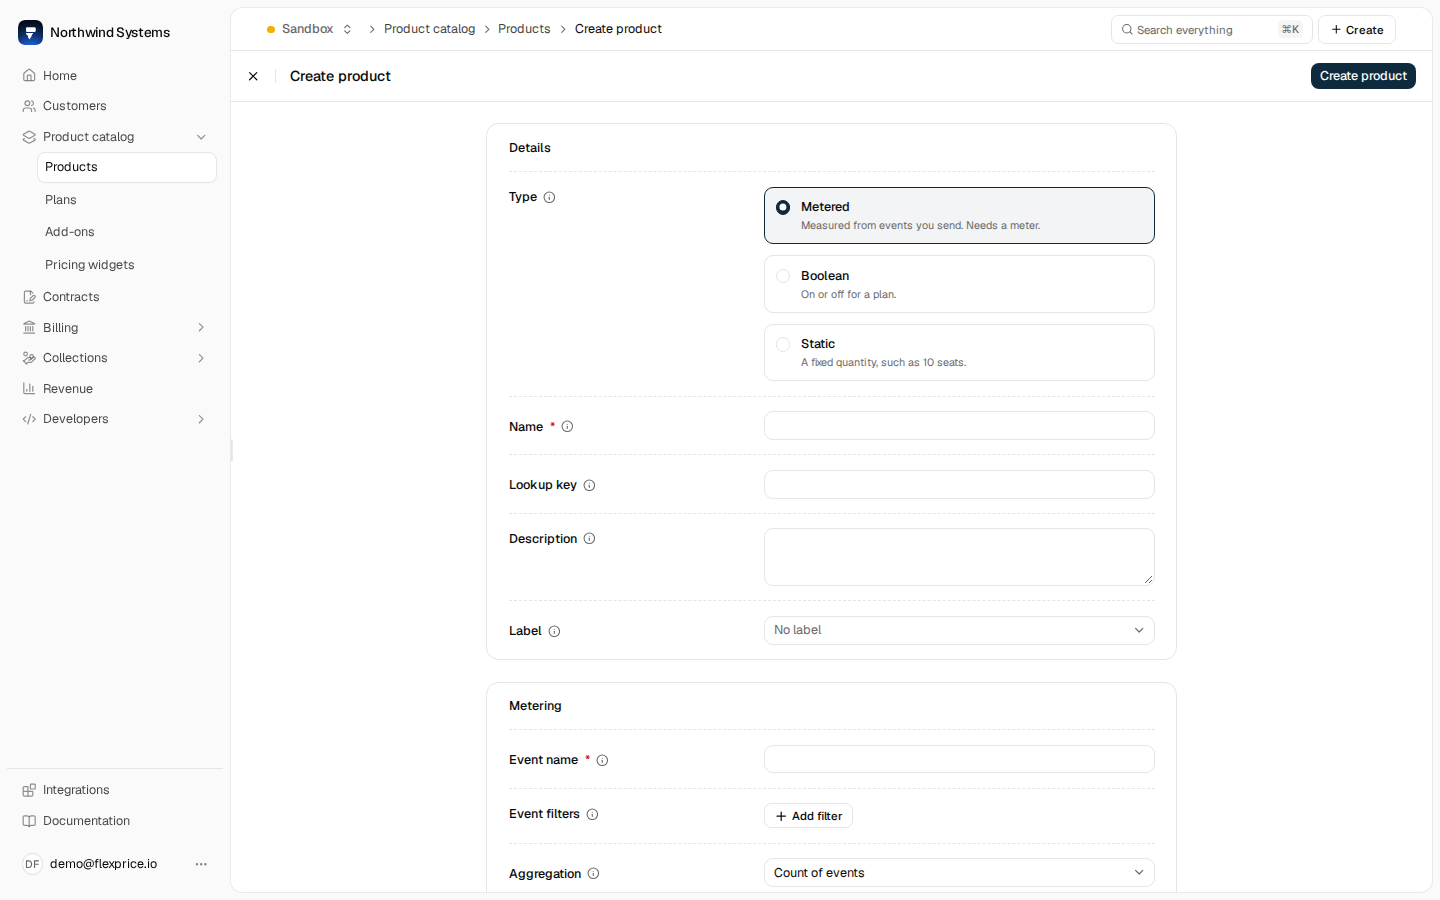 Northwind Systems
Home
Customers
Product catalog
Products
Plans
Add-ons
Pricing widgets
Contracts
Billing
Collections
Revenue
Developers
Integrations
Documentation
DF demo@flexprice.io
Sandbox Product catalog Products Create product
Search everything ⌘K
Create
Create product
Create product
Details
Type
Metered
Measured from events you send. Needs a meter.
Boolean
On or off for a plan.
Static
A fixed quantity, such as 10 seats.
Name *
Lookup key
Description
Label
No label
Metering
Event name *
Event filters
Add filter
Aggregation
Count of events